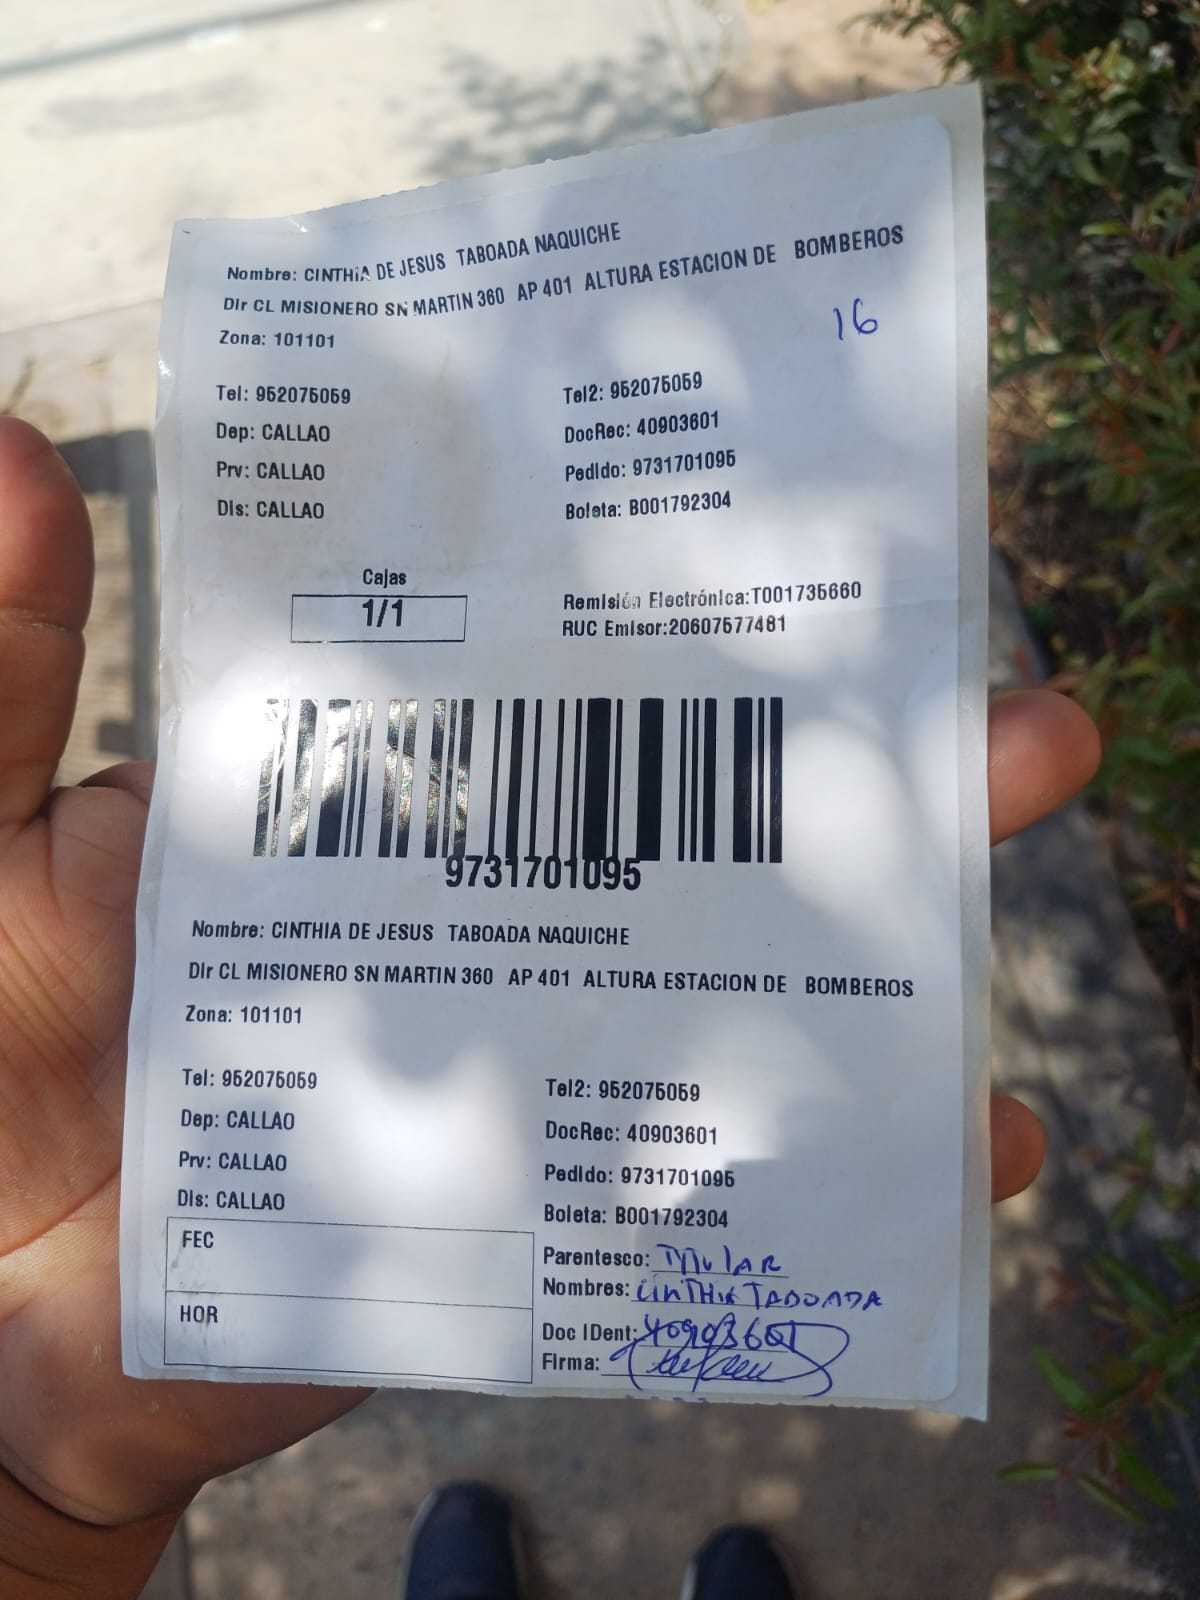 Nombre: CINTHIA DE JESUS TABOADA NAQUICHE
Dir CL MISIONERO SN MARTIN 360 AP 401 ALTURA ESTACION DE BOMBEROS
16
Zona: 101101
Tel: 952075059 Tel2: 952075059
Dep: CALLAO DocRec: 40903601
Prv: CALLAO Pedido: 9731701095
Dis: CALLAO Boleta: B001792304
Cajas
1/1
Remisión Electrónica:T001735660
RUC Emisor:20607577481
9731701095
Nombre: CINTHIA DE JESUS TABOADA NAQUICHE
Dir CL MISIONERO SN MARTIN 360 AP 401 ALTURA ESTACION DE BOMBEROS
Zona: 101101
Tel: 952075059 Tel2: 952075059
Dep: CALLAO DocRec: 40903601
Prv: CALLAO Pedido: 9731701095
Dis: CALLAO Boleta: B001792304
FEC
HOR
Parentesco: TITULAR
Nombres: CINTHIA TABOADA
Doc IDent: 40903601
Firma: